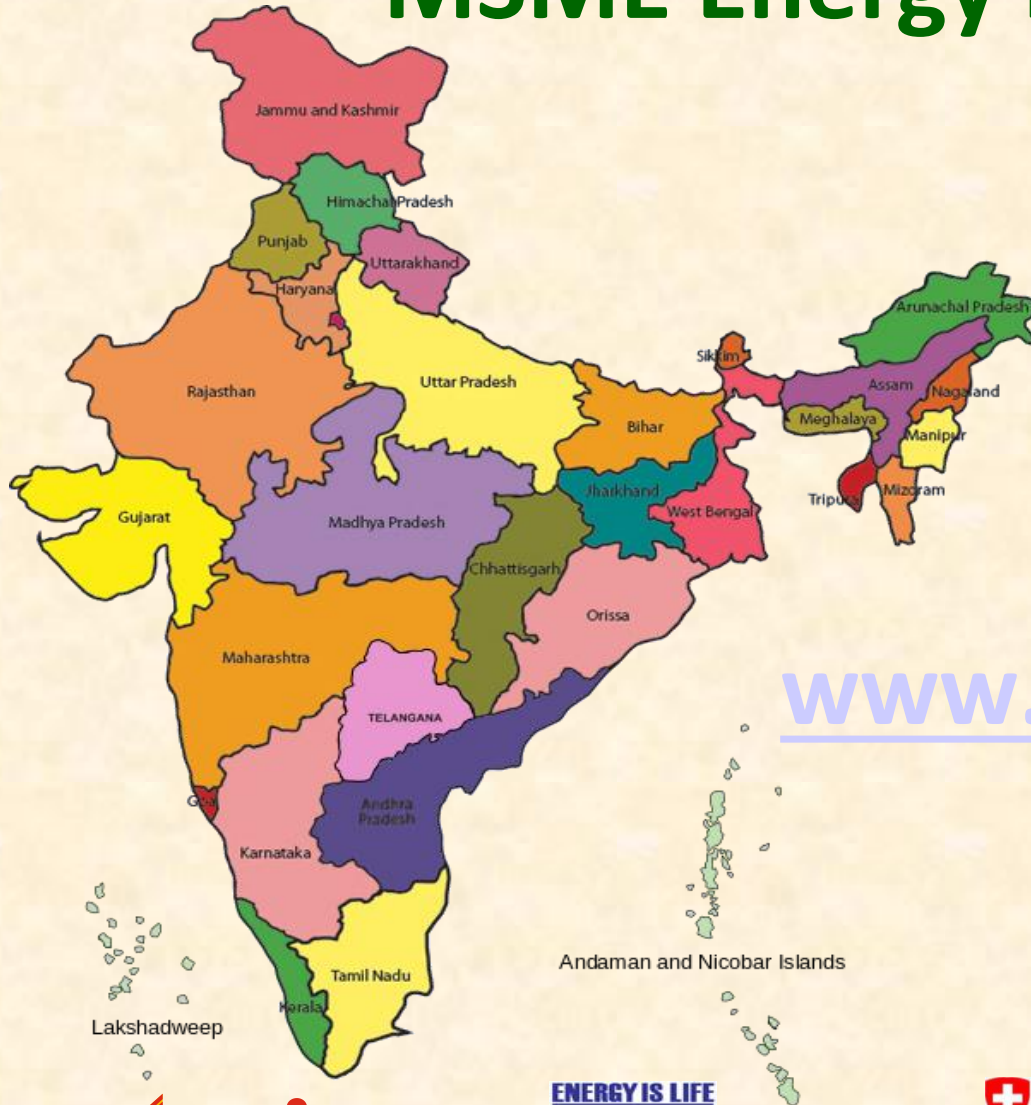 MSME Energy
Jammu and Kashmir
Himachal Pradesh
Punjab
Uttarakhand
Haryana
Arunachal Pradesh
Sikkim
Rajasthan
Uttar Pradesh
Assam
Nagaland
Bihar
Meghalaya
Manipur
Jharkhand
Mizoram
Tripura
West Bengal
Gujarat
Madhya Pradesh
Chhattisgarh
Orissa
Maharashtra
TELANGANA
www.
Goa
Andhra
Pradesh
Karnataka
Andaman and Nicobar Islands
Tamil Nadu
Kerala
Lakshadweep
ENERGY IS LIFE